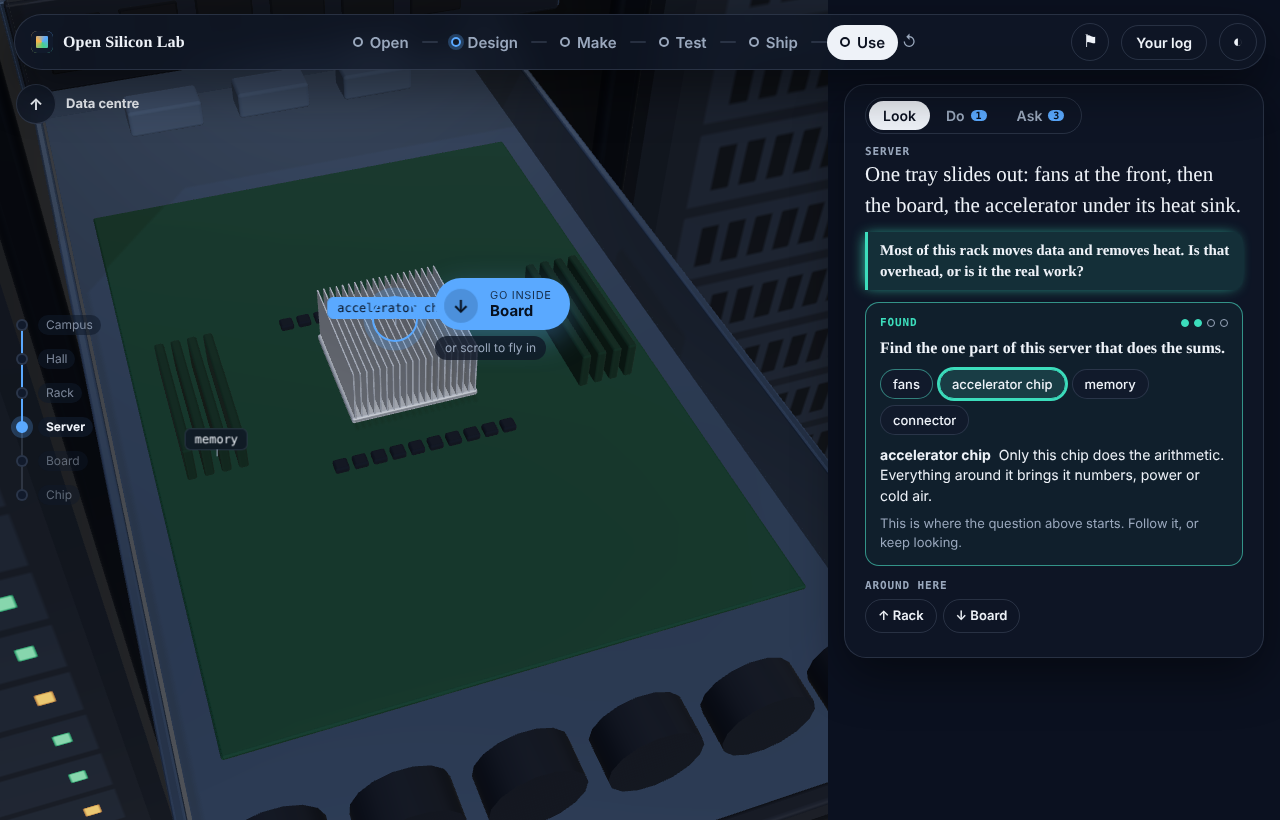 Open Silicon Lab
Open
Design
Make
Test
Ship
Use
Your log
Data centre
Campus
Hall
Rack
Server
Board
Chip
memory
GO INSIDE
Board
or scroll to fly in
Look
Do 1
Ask 3
SERVER
One tray slides out: fans at the front, then
the board, the accelerator under its heat sink.
Most of this rack moves data and removes heat. Is that
overhead, or is it the real work?
FOUND
Find the one part of this server that does the sums.
fans
accelerator chip
memory
connector
accelerator chip Only this chip does the arithmetic.
Everything around it brings it numbers, power or
cold air.
This is where the question above starts. Follow it, or
keep looking.
AROUND HERE
↑ Rack
↓ Board